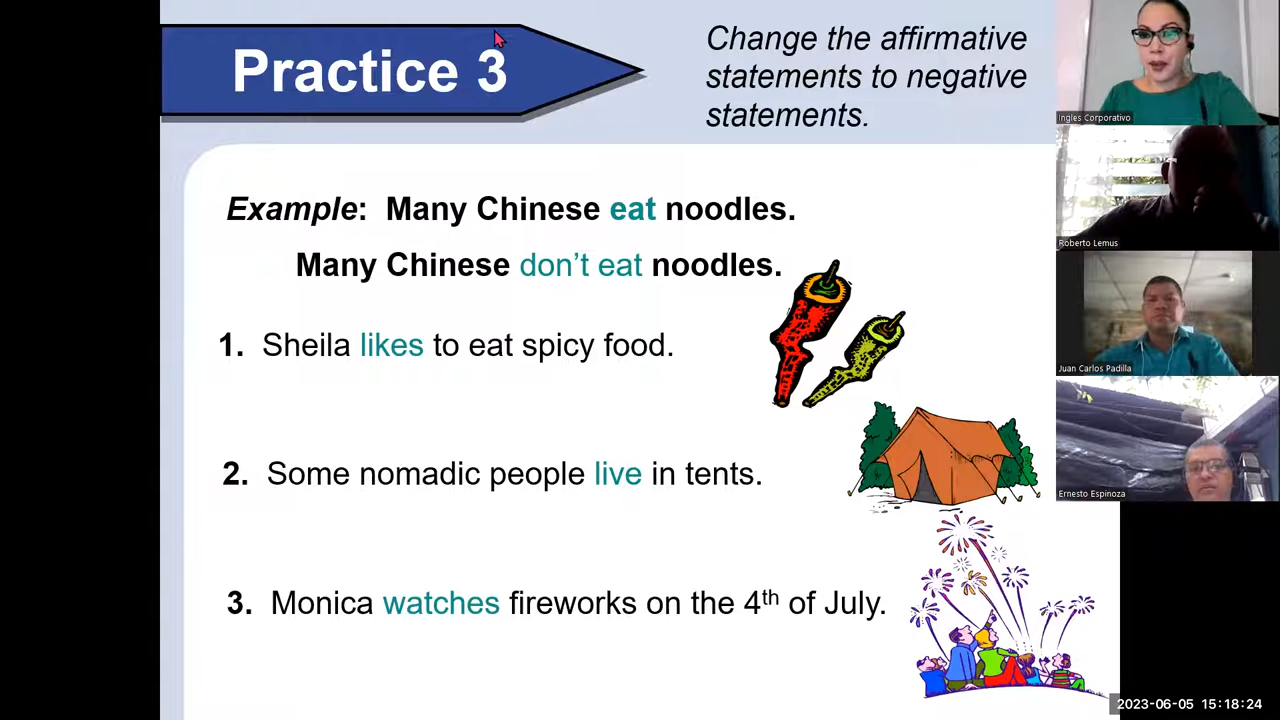 Practice 3
Change the affirmative
statements to negative
statements.
Example: Many Chinese eat noodles.
Many Chinese don’t eat noodles.
1. Sheila likes to eat spicy food.
2. Some nomadic people live in tents.
3. Monica watches fireworks on the 4th of July.
Ingles Corporativo
Roberto Lemus
Juan Carlos Padilla
Ernesto Espinoza
2023-06-05 15:18:24